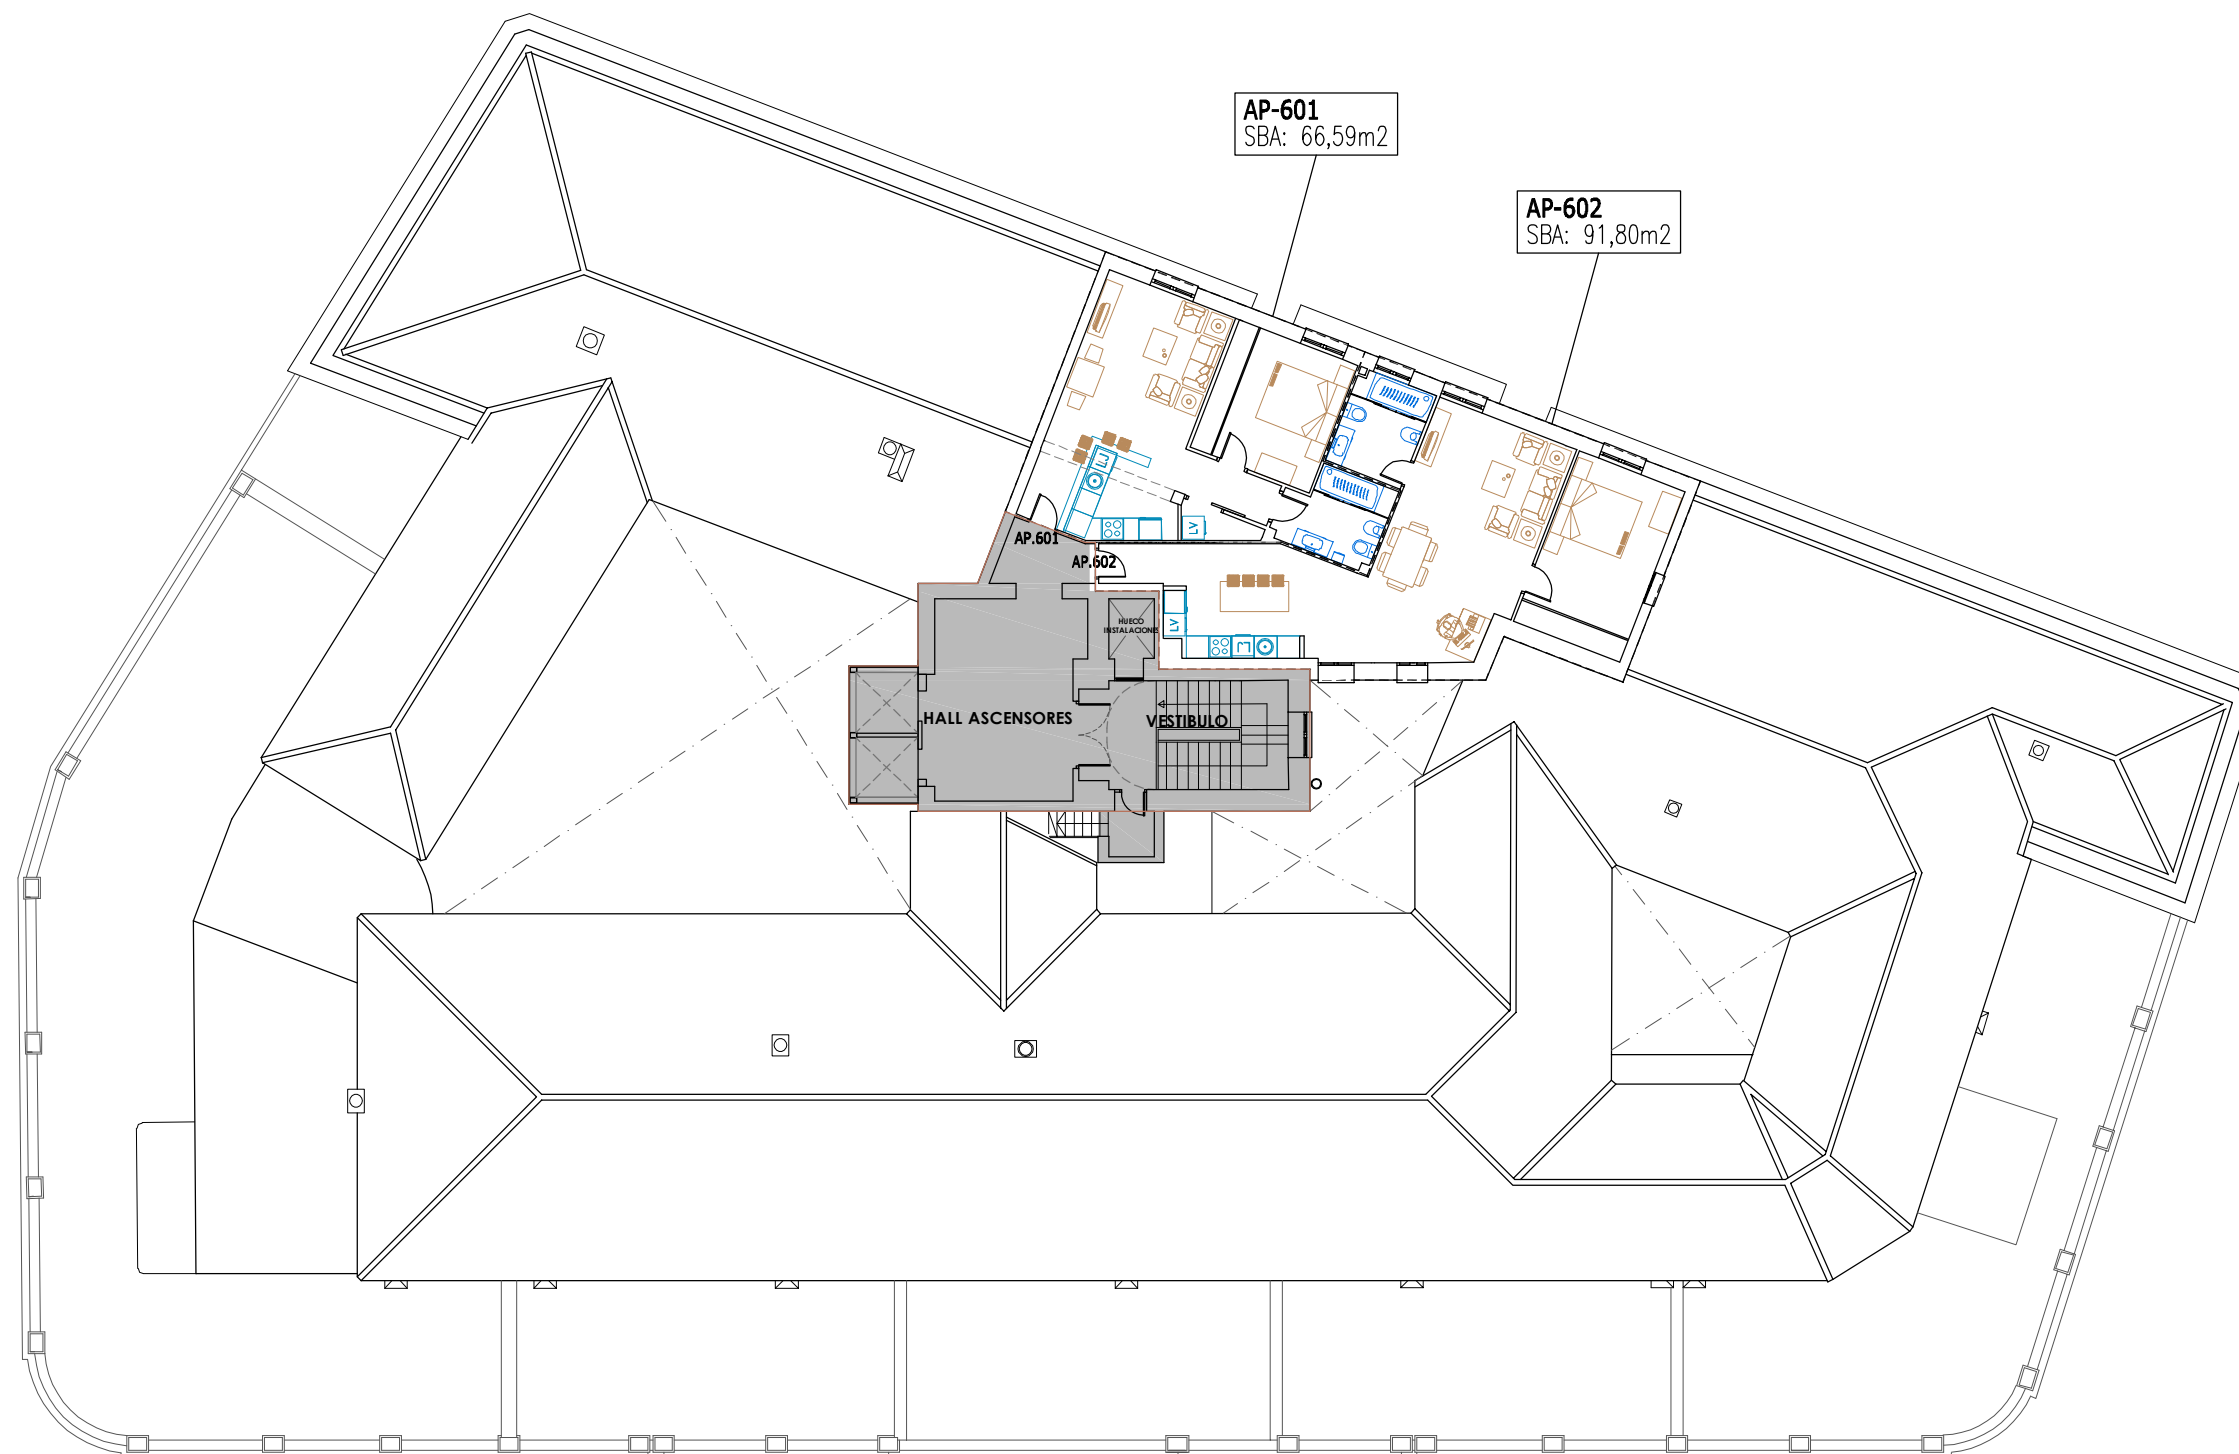 AP-601
SBA: 66,59m2
AP-602
SBA: 91,80m2
AP.601
AP.602
LV
HUECO
INSTALACIONES
LV
HALL ASCENSORES
VESTIBULO